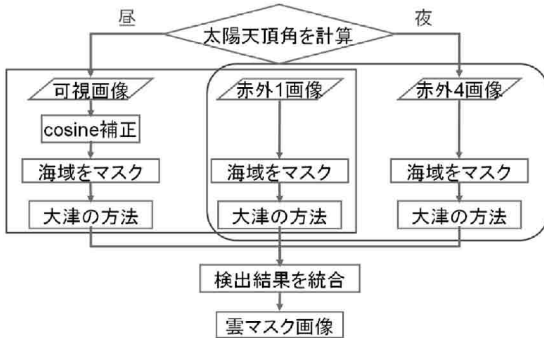 昼
太陽天頂角を計算
夜
可視画像
赤外1画像
赤外4画像
cosine補正
海域をマスク
海域をマスク
海域をマスク
大津の方法
大津の方法
大津の方法
検出結果を統合
雲マスク画像